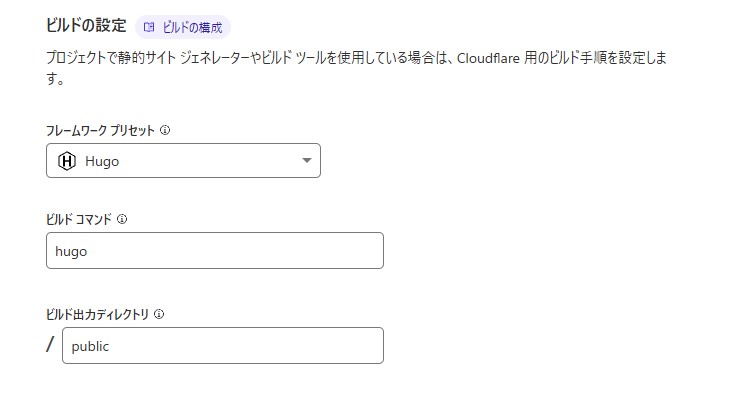 ビルドの設定 ビルドの構成
プロジェクトで静的サイト ジェネレーターやビルド ツールを使用している場合は、Cloudflare 用のビルド手順を設定しま
す。
フレームワーク プリセット
Hugo
ビルド コマンド
hugo
ビルド出力ディレクトリ
/ public